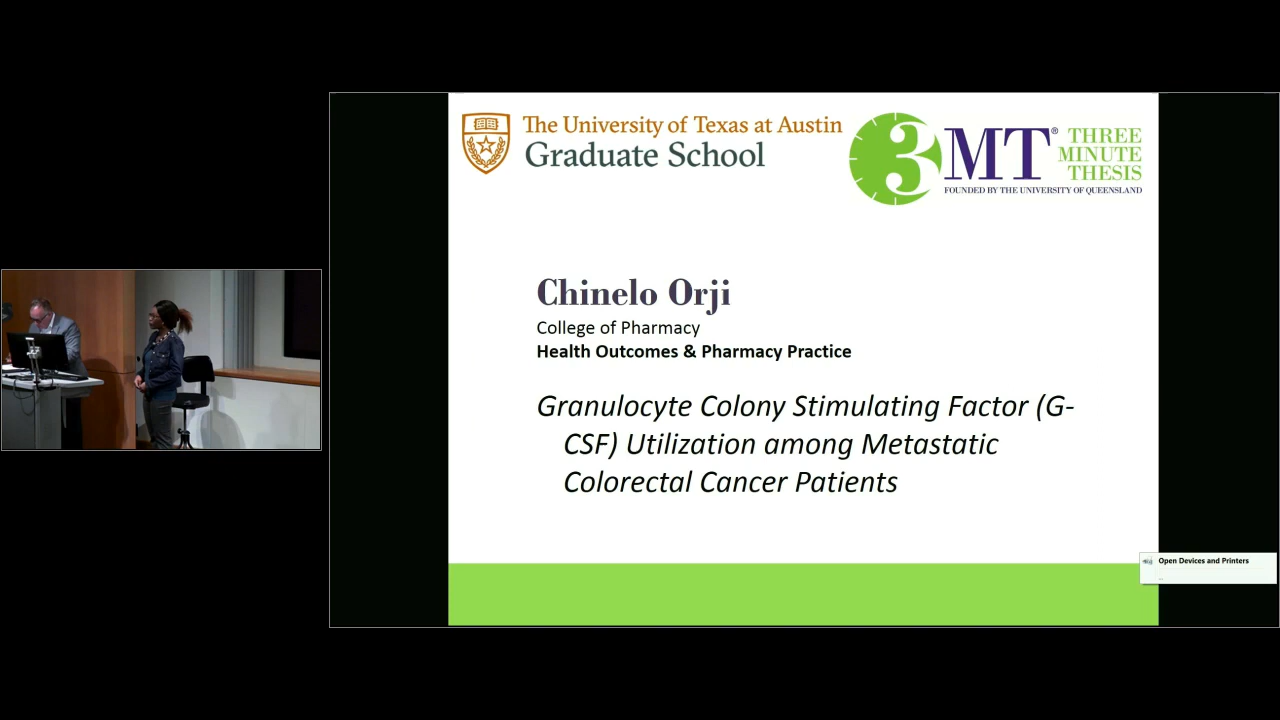 The University of Texas at Austin
Graduate School
3MT® THREE
MINUTE
THESIS
FOUNDED BY THE UNIVERSITY OF QUEENSLAND
Chinelo Orji
College of Pharmacy
Health Outcomes & Pharmacy Practice
Granulocyte Colony Stimulating Factor (G-
CSF) Utilization among Metastatic
Colorectal Cancer Patients
Open Devices and Printers
...